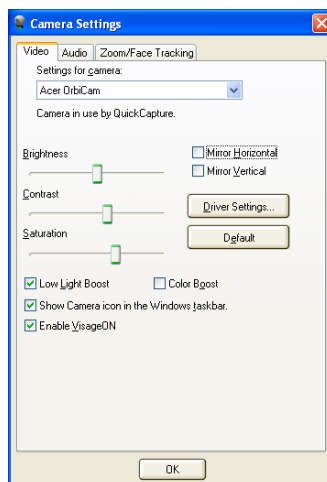 Camera Settings
Video Audio Zoom/Face Tracking
Settings for camera:
Acer OrbiCam
Camera in use by QuickCapture.
Brightness
Mirror Horizontal
Mirror Vertical
Contrast
Driver Settings...
Saturation
Default
Low Light Boost
Color Boost
Show Camera icon in the Windows taskbar.
Enable VisageON
OK